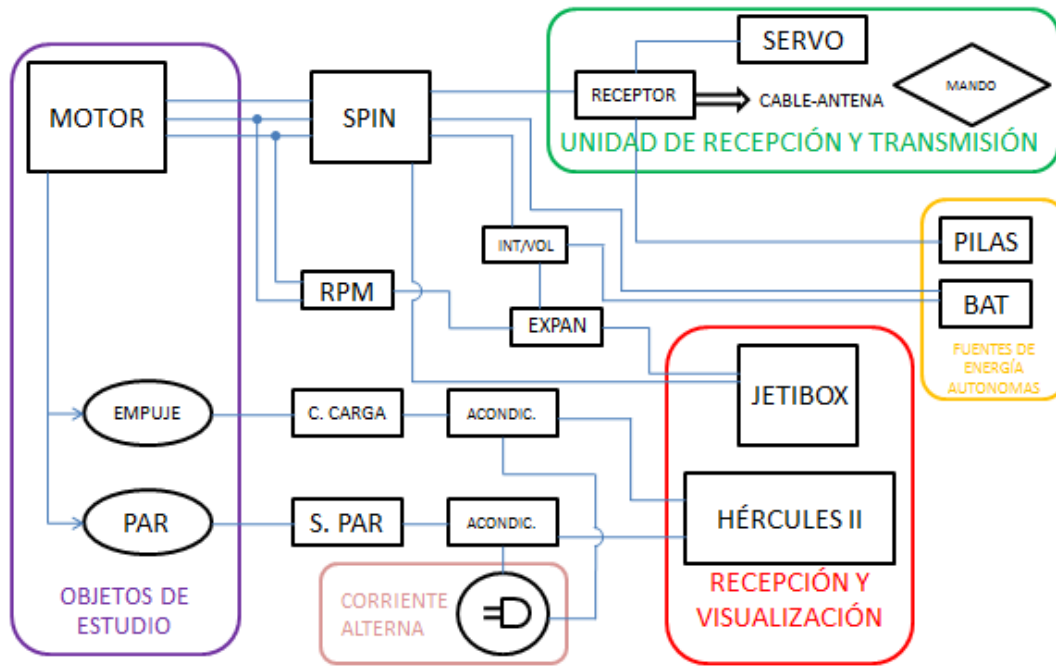 SERVO
MOTOR
SPIN
RECEPTOR
CABLE-ANTENA
MANDO
UNIDAD DE RECEPCIÓN Y TRANSMISIÓN
INT/VOL
PILAS
RPM
BAT
EXPAN
FUENTES DE
ENERGÍA
AUTONOMAS
JETIBOX
EMPUJE
C. CARGA
ACONDIC.
PAR
S. PAR
ACONDIC.
HÉRCULES II
OBJETOS DE
ESTUDIO
CORRIENTE
ALTERNA
RECEPCIÓN Y
VISUALIZACIÓN